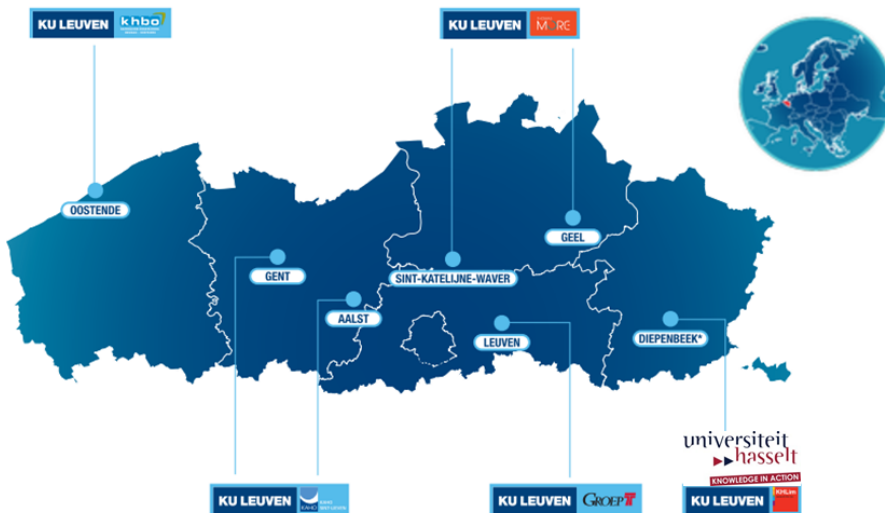 KU LEUVEN khbo
KU LEUVEN
OOSTENDE
GEEL
GENT
SINT-KATELIJNE-WAVER
AALST
LEUVEN
DIEPENBEEK*
universiteit
hasselt
KNOWLEDGE IN ACTION
KU LEUVEN KAHO
KU LEUVEN GROEP T
KU LEUVEN KHLim